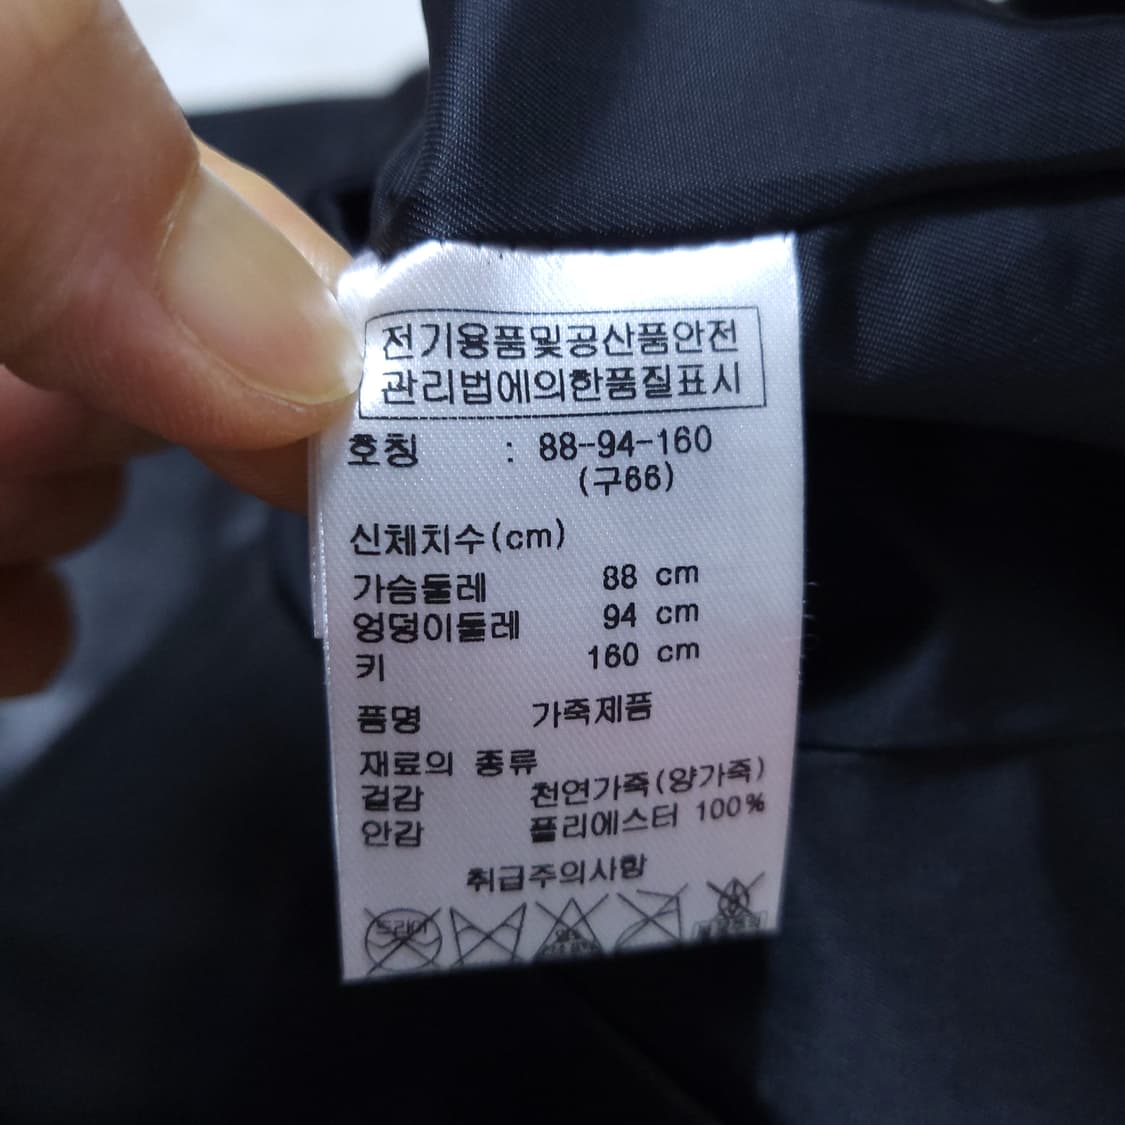 전기용품및공산품안전
관리법에의한품질표시
호칭 : 88-94-160
(구66)
신체치수(cm)
가슴둘레 88 cm
엉덩이둘레 94 cm
키 160 cm
품명 가죽제품
재료의 종류
겉감 천연가죽(양가죽)
안감 폴리에스터 100%
취급주의사항
드라이